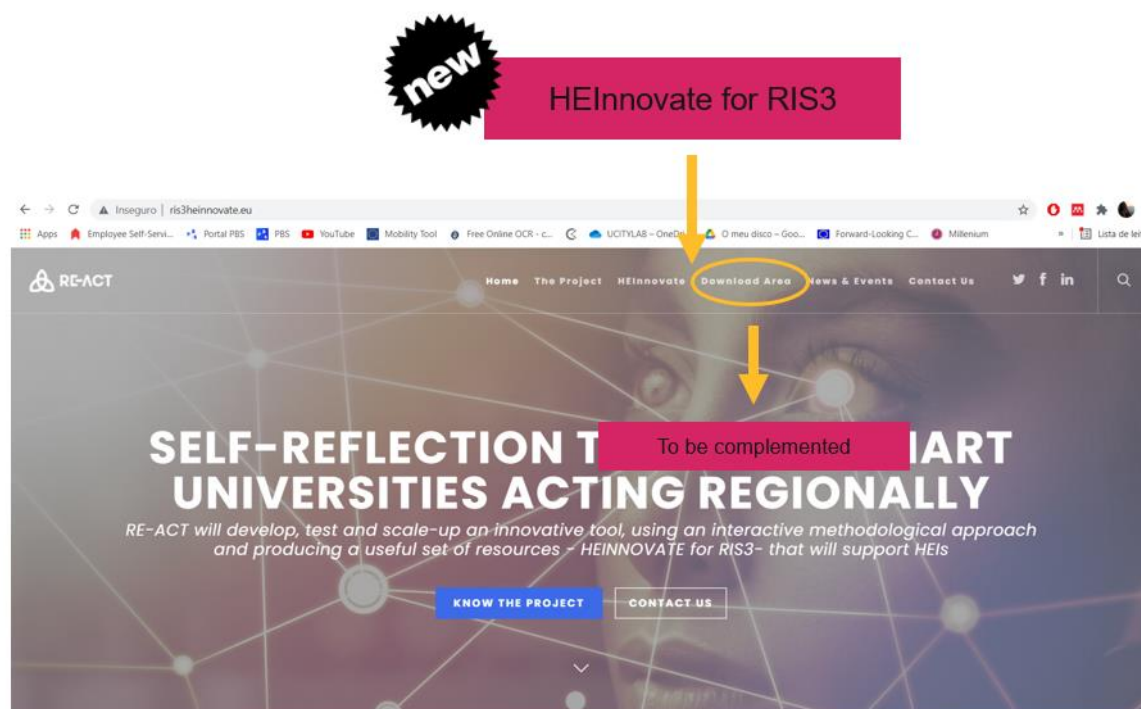 new
HEInnovate for RIS3
Inseguro | ris3heinnovate.eu
Apps Employee Self-Servi... Portal PBS PBS YouTube Mobility Tool Free Online OCR - c... UCITYLAB – OneDri... O meu disco – Goo... Forward-Looking C... Millenium » Lista de leit
RE-ACT Home The Project HEInnovate Download Area News & Events Contact Us
To be complemented
SELF-REFLECTION T IART
UNIVERSITIES ACTING REGIONALLY
RE-ACT will develop, test and scale-up an innovative tool, using an interactive methodological approach
and producing a useful set of resources - HEINNOVATE for RIS3- that will support HEIs
KNOW THE PROJECT CONTACT US